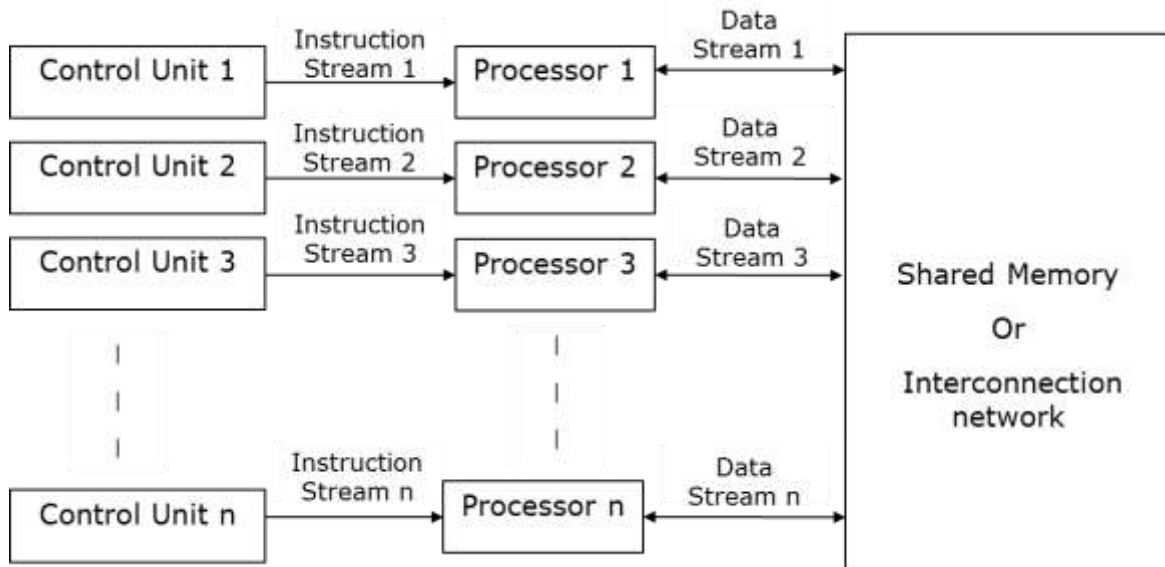 Control Unit 1
Instruction
Stream 1
Processor 1
Data
Stream 1
Control Unit 2
Instruction
Stream 2
Processor 2
Data
Stream 2
Control Unit 3
Instruction
Stream 3
Processor 3
Data
Stream 3
Shared Memory
Or
Interconnection
network
Control Unit n
Instruction
Stream n
Processor n
Data
Stream n